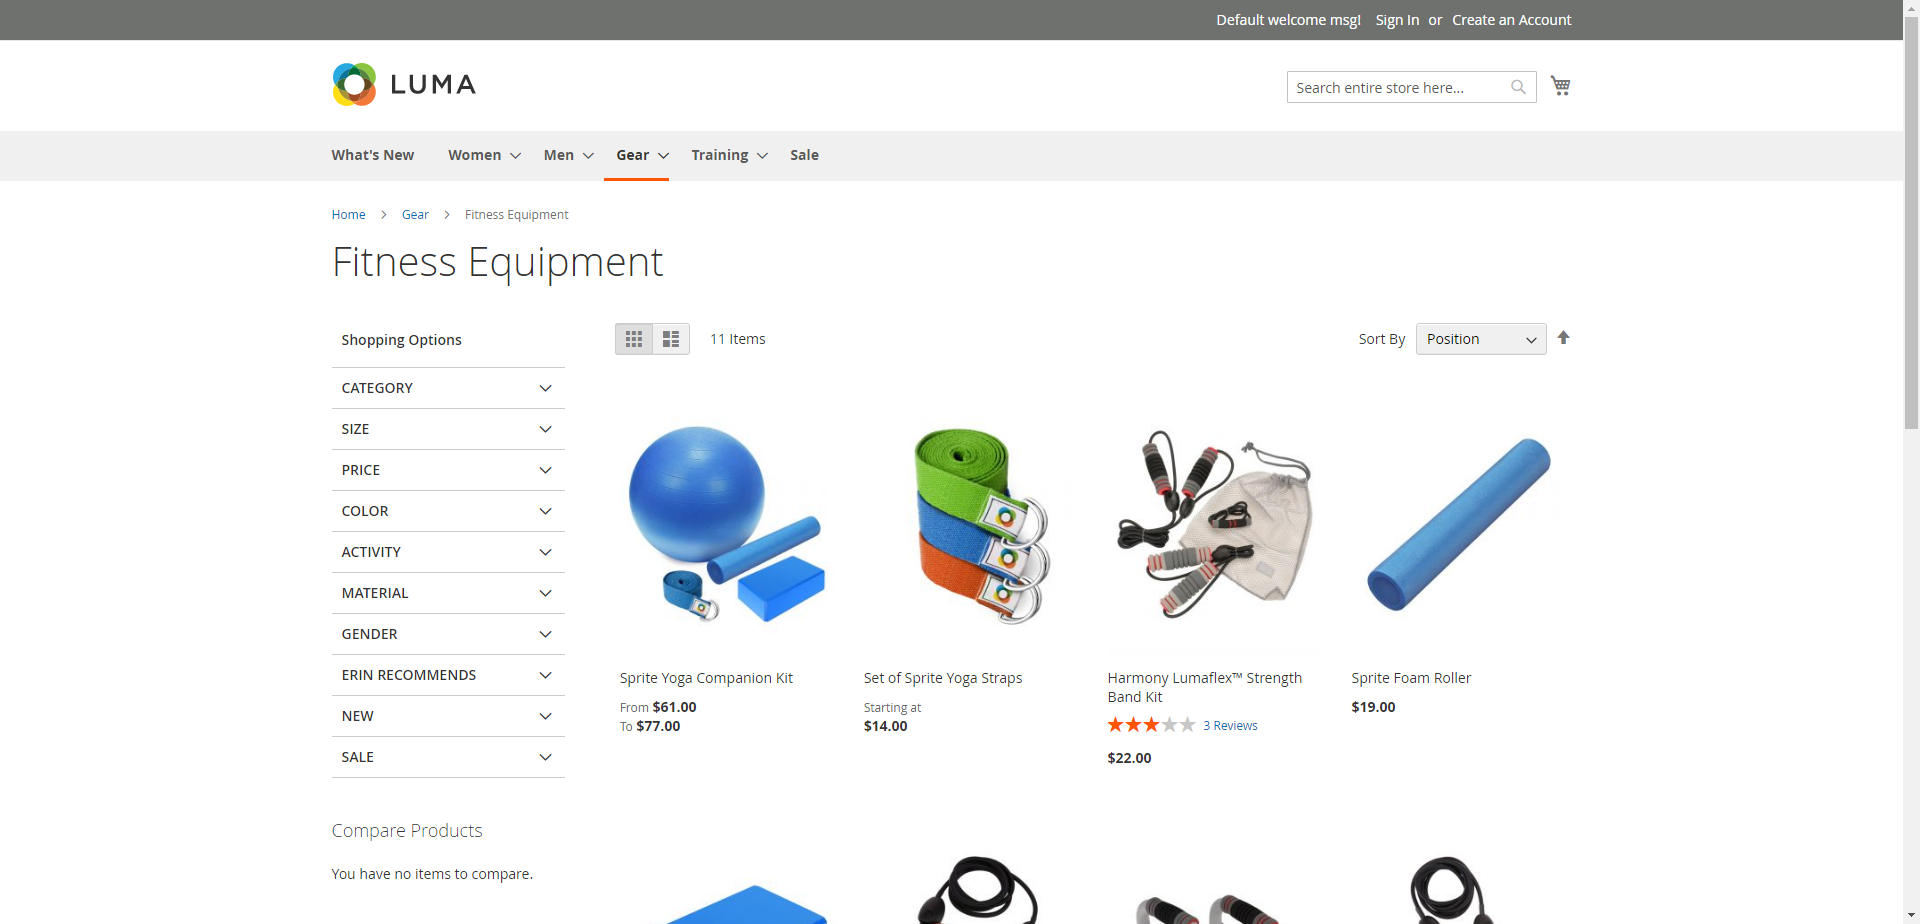 Default welcome msg! Sign In or Create an Account
LUMA
Search entire store here...
What's New Women Men Gear Training Sale
Home Gear Fitness Equipment
Fitness Equipment
Shopping Options
CATEGORY
SIZE
PRICE
COLOR
ACTIVITY
MATERIAL
GENDER
ERIN RECOMMENDS
NEW
SALE
Compare Products
You have no items to compare.
11 Items
Sort By Position
Sprite Yoga Companion Kit
From $61.00
To $77.00
Set of Sprite Yoga Straps
Starting at
$14.00
Harmony Lumaflex™ Strength
Band Kit
3 Reviews
$22.00
Sprite Foam Roller
$19.00